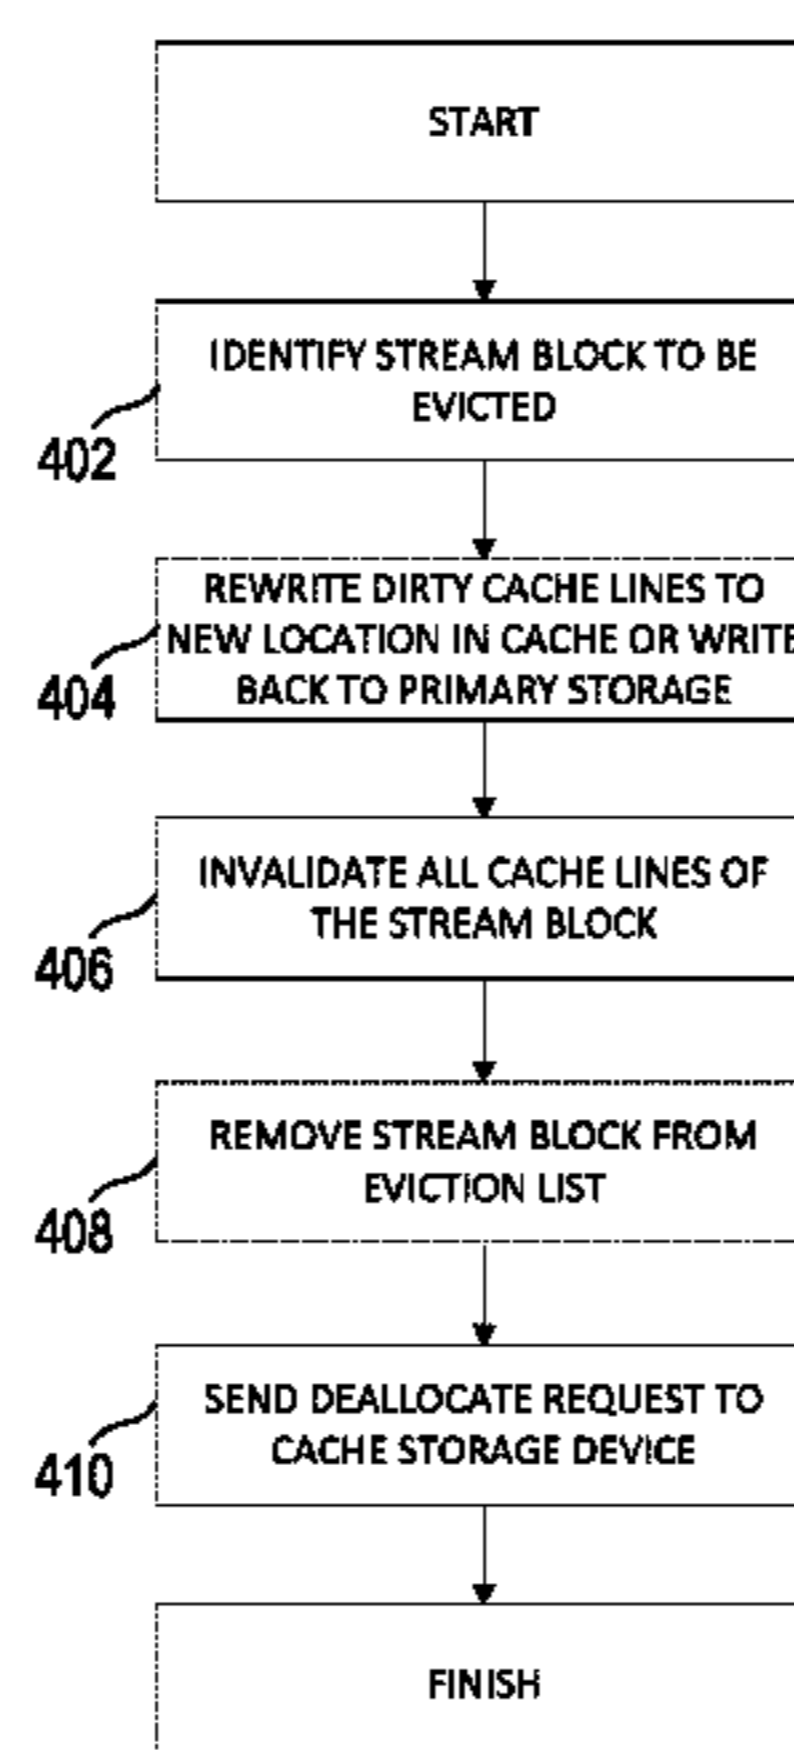 START
IDENTIFY STREAM BLOCK TO BE
EVICTED
402
REWRITE DIRTY CACHE LINES TO
NEW LOCATION IN CACHE OR WRITE
BACK TO PRIMARY STORAGE
404
INVALIDATE ALL CACHE LINES OF
THE STREAM BLOCK
406
REMOVE STREAM BLOCK FROM
EVICTION LIST
408
SEND DEALLOCATE REQUEST TO
CACHE STORAGE DEVICE
410
FINISH